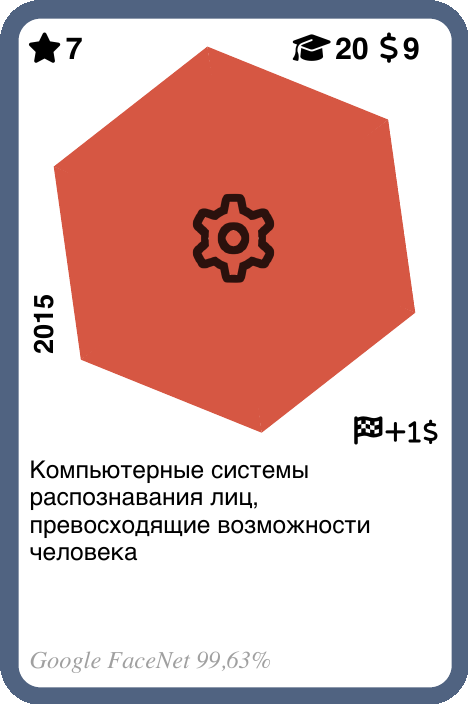 7 20 $9
2015
+1$
Компьютерные системы
распознавания лиц,
превосходящие возможности
человека
Google FaceNet 99,63%